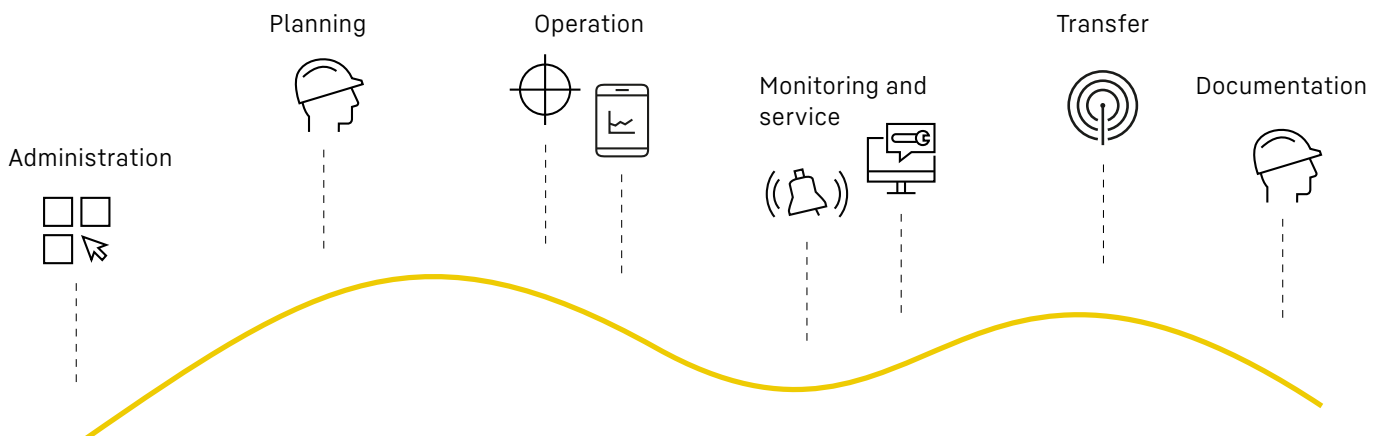 Planning
Operation
Transfer
Monitoring and
service
Documentation
Administration